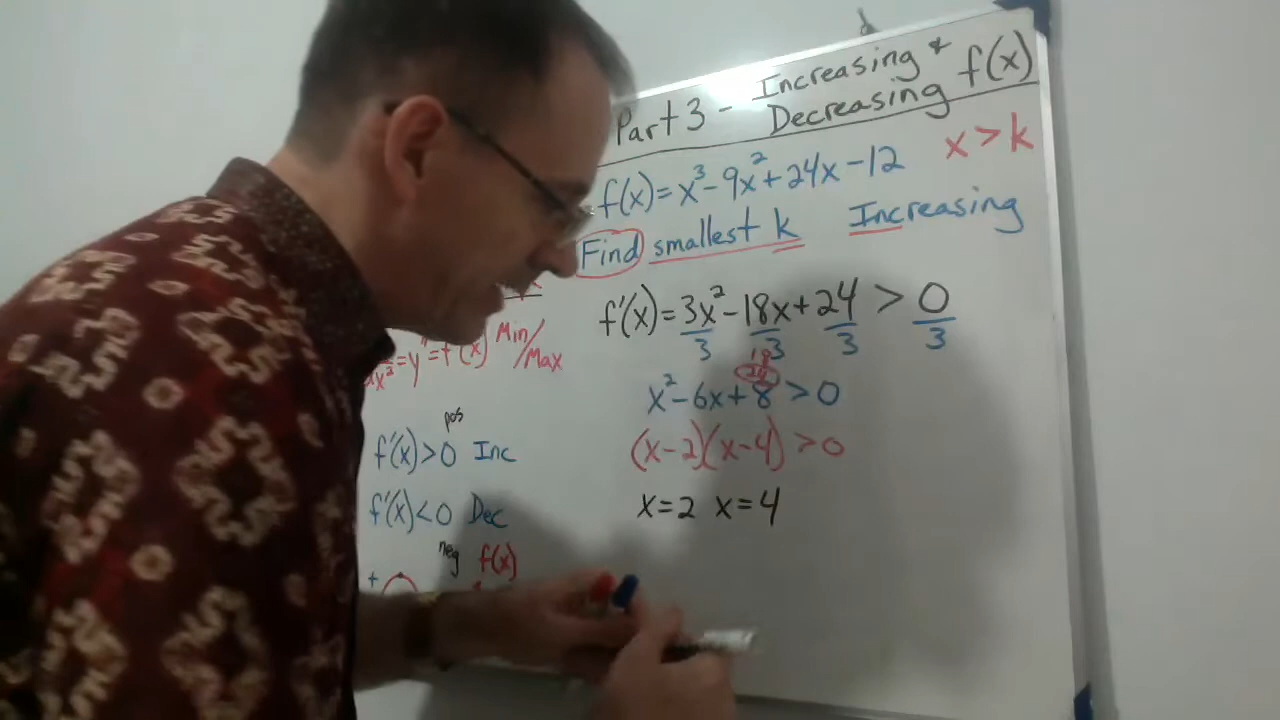 Part 3 - Increasing &
Decreasing f(x)
f(x)=x³-9x²+24x-12 x>k
Find smallest k Increasing
f'(x)=3x²-18x+24>0
3 3 3 3
x²-6x+8>0
(x-2)(x-4)>0
x=2 x=4
=y"=f"(x) Min/
Max
pos
f'(x)>0 Inc
f'(x)<0 Dec
neg f(x)
+